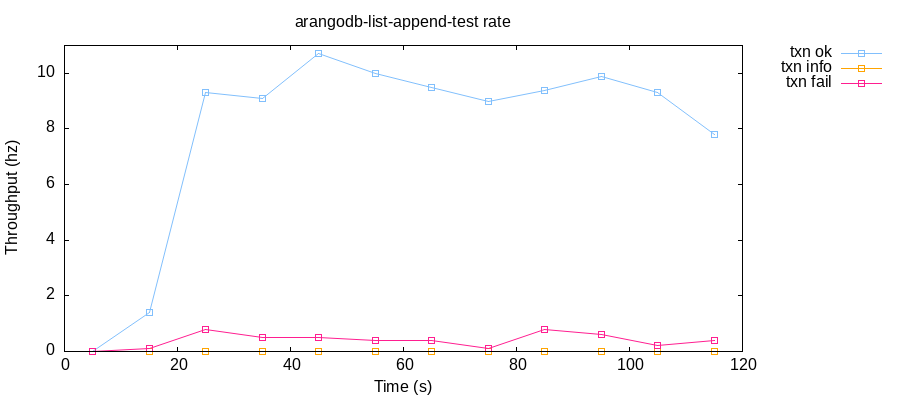 arangodb-list-append-test rate
txn ok
txn info
txn fail
Throughput (hz)
10
8
6
4
2
0
0 20 40 60 80 100 120
Time (s)